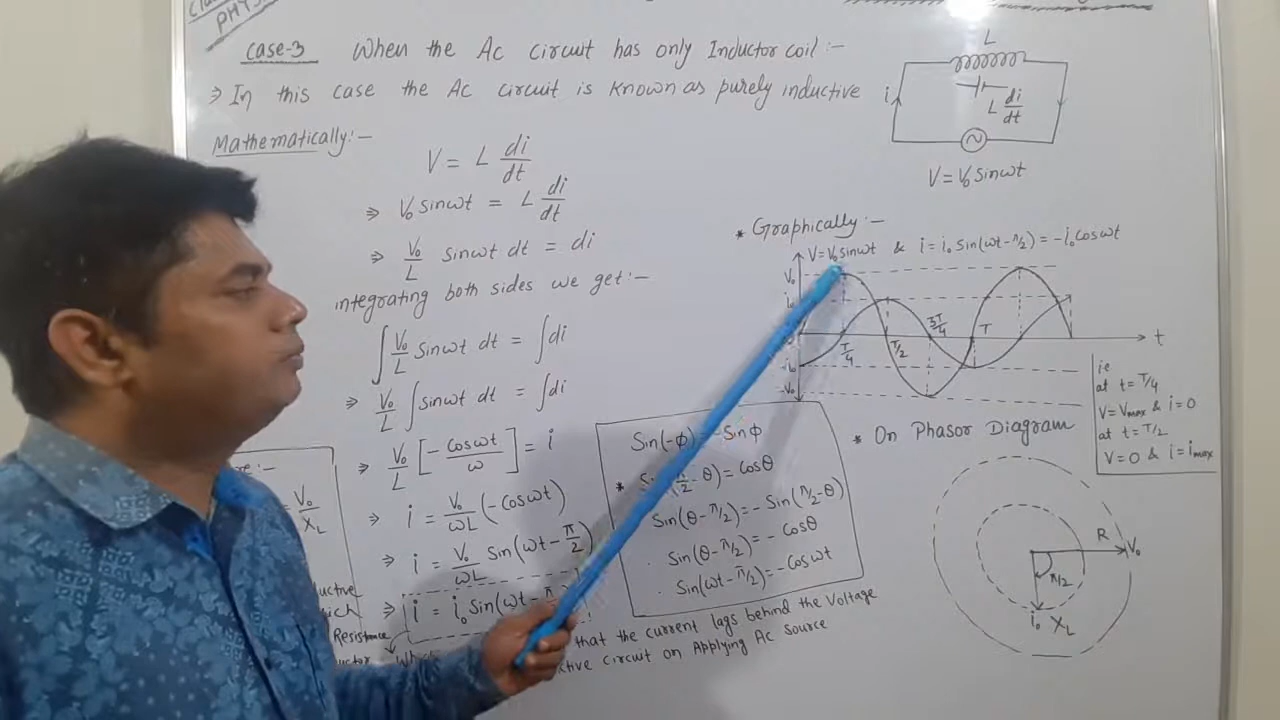 PHYS
Case-3 When the Ac circuit has only Inductor coil :-
⇒ In this case the Ac circuit is known as purely inductive
Mathematically:-
V = L di/dt
⇒ V₀ sinωt = L di/dt
⇒ V₀/L sinωt dt = di
integrating both sides we get:-
∫ V₀/L sinωt dt = ∫di
⇒ V₀/L ∫sinωt dt = ∫di
⇒ V₀/L [-cosωt/ω] = i
⇒ i = V₀/ωL (-cosωt)
⇒ i = V₀/ωL sin(ωt - π/2)
⇒ i = i₀ sin(ωt -
that the current lags behind the Voltage
circuit on Applying Ac source
V₀/X_L
Resistance
Sin(-φ) = -Sinφ
* - θ) = cosθ
Sin(θ-π/2) = - Sin(π/2-θ)
. Sin(θ-π/2) = - cosθ
. Sin(ωt-π/2) = -cosωt
L
i
L di/dt
V = V₀ sinωt
* Graphically :-
V = V₀ sinωt & i = i₀ sin(ωt-π/2) = -i₀ cosωt
V₀
i₀
-i₀
-V₀
T/4
T/2
3T/4
T
t
ie
at t = T/4
V = Vmax & i = 0
at t = T/2
V = 0 & i = imax
* On Phasor Diagram
R
V₀
π/2
i₀
X_L